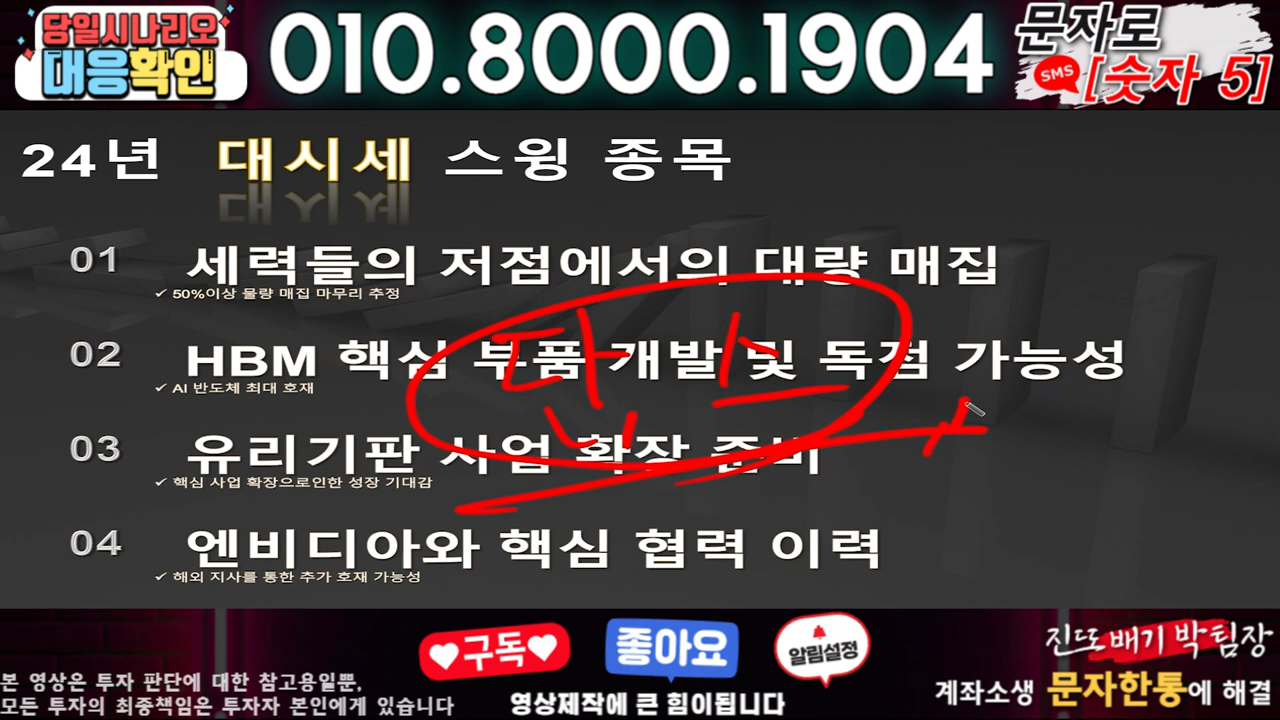 당일시나리오
대응확인
010.8000.1904
문자로
SMS [숫자 5]
24년 대시세 스윙 종목
01 세력들의 저점에서의 대량 매집
✓ 50%이상 물량 매집 마무리 추정
02 HBM 핵심 부품 개발 및 독점 가능성
✓ AI 반도체 최대 호재
03 유리기판 사업 확장 준비
✓ 핵심 사업 확장으로인한 성장 기대감
04 엔비디아와 핵심 협력 이력
✓ 해외 지사를 통한 추가 호재 가능성
탄 스
구독
좋아요
알림설정
영상제작에 큰 힘이됩니다
본 영상은 투자 판단에 대한 참고용일뿐,
모든 투자의 최종책임은 투자자 본인에게 있습니다
진또배기 박팀장
계좌소생 문자한통에 해결